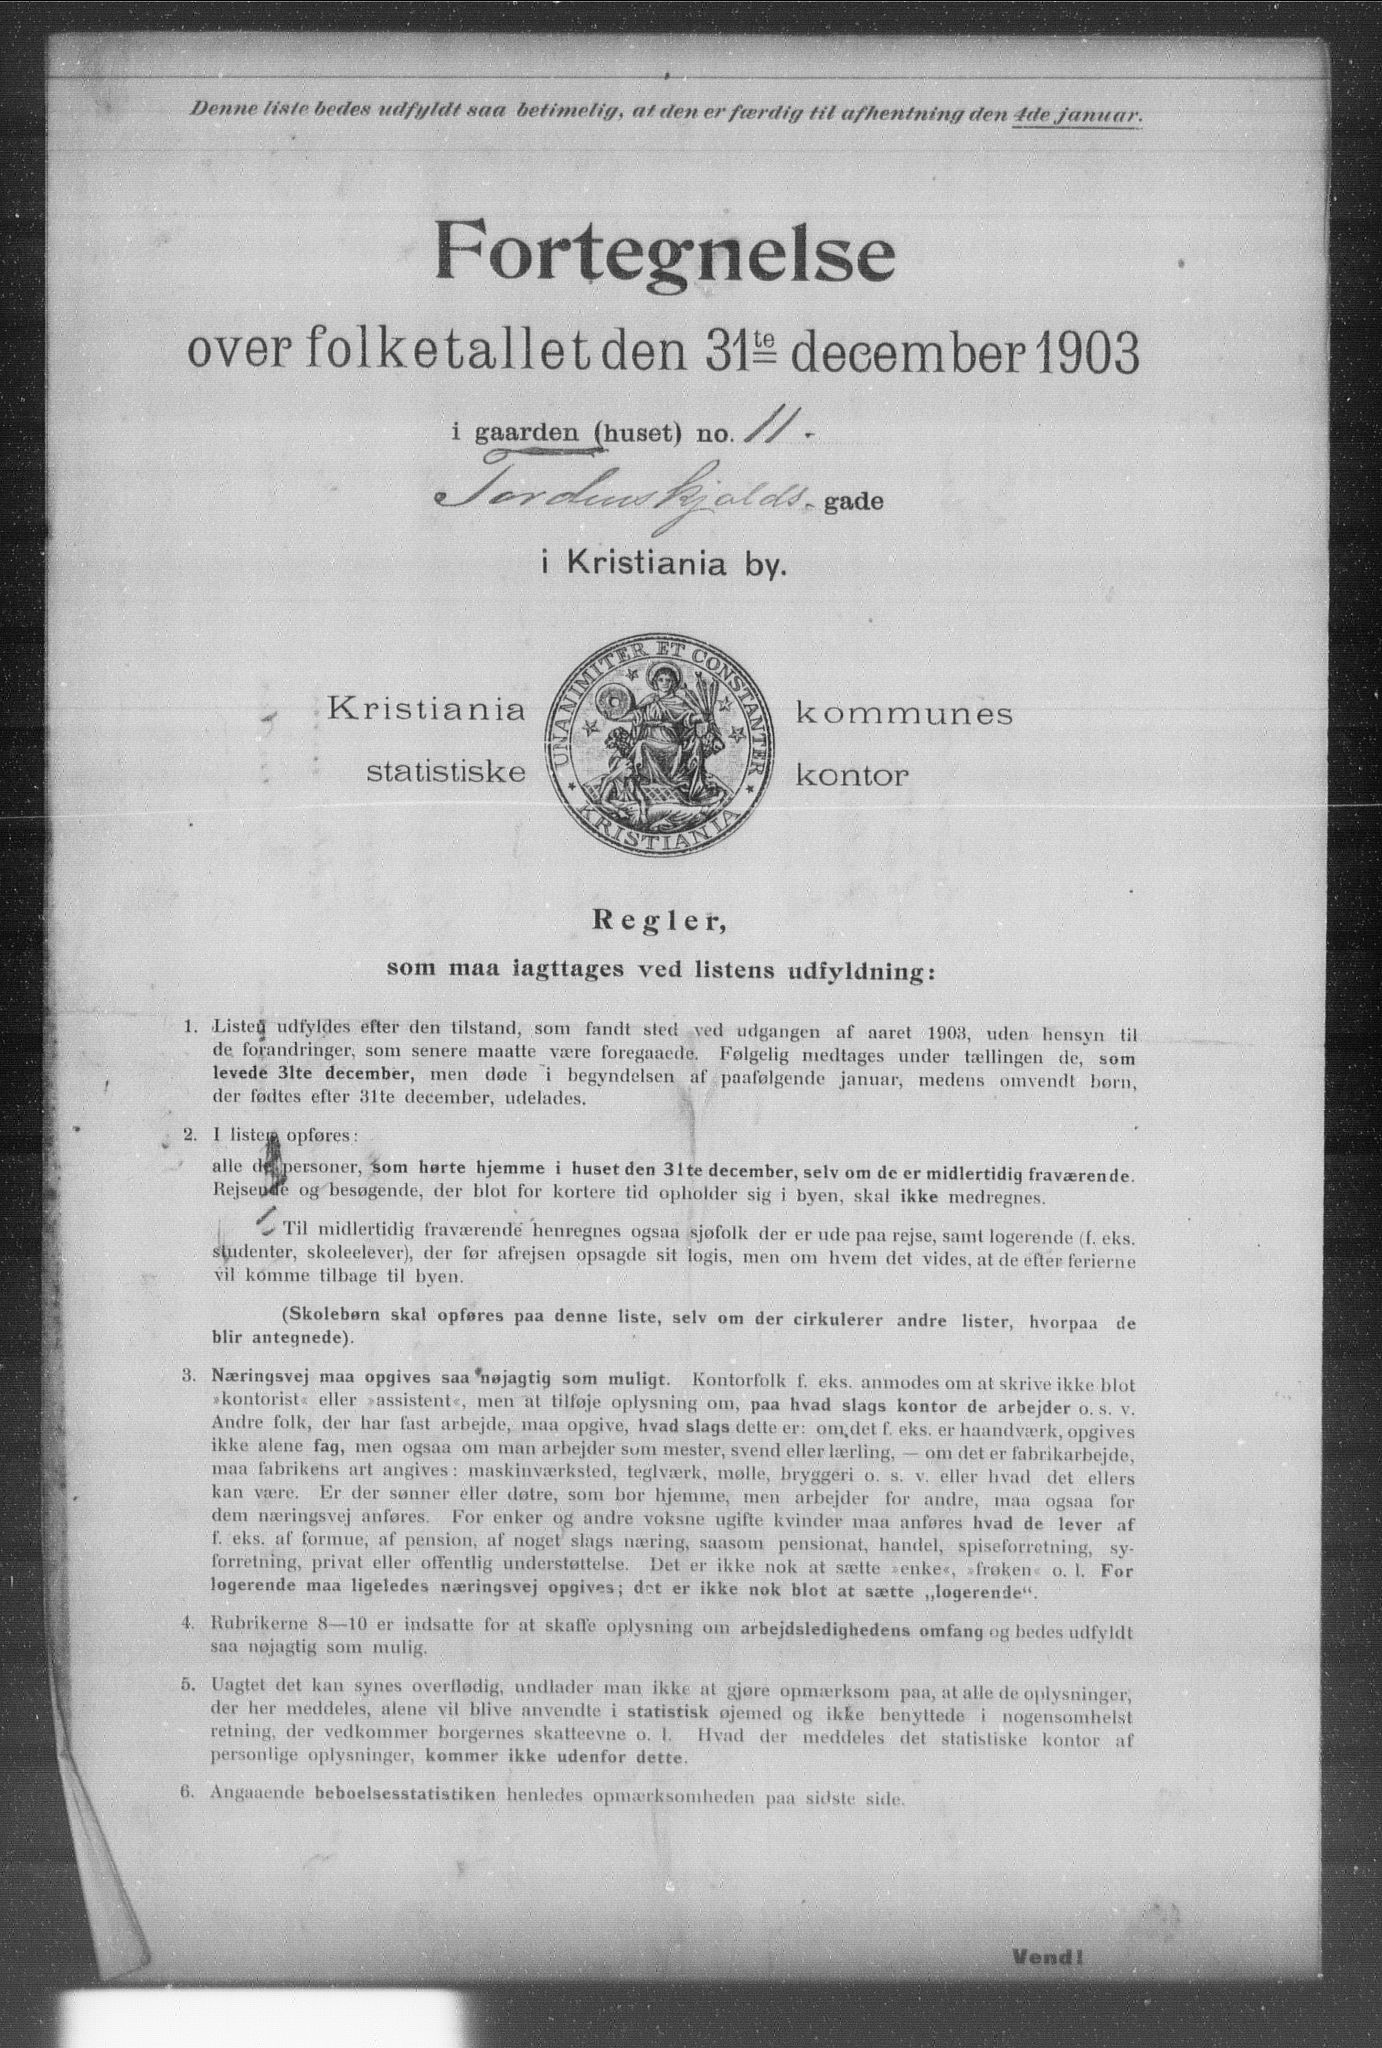 Denne liste bedes udfyldt saa betimelig, at den er færdig til afhentning den 4de januar.
Fortegnelse
over folketallet den 31te december 1903
i gaarden (huset) no. 11.
Tordenskjolds. gade
i Kristiania by.
UNANIMITER ET CONSTANTER
KRISTIANIA
Kristiania kommunes
statistiske kontor
Regler,
som maa iagttages ved listens udfyldning:
1. Listen udfyldes efter den tilstand, som fandt sted ved udgangen af aaret 1903, uden hensyn til
de forandringer, som senere maatte være foregaaede. Følgelig medtages under tællingen de, som
levede 31te december, men døde i begyndelsen af paafølgende januar, medens omvendt børn,
der fødtes efter 31te december, udelades.
2. I listen opføres:
alle de personer, som hørte hjemme i huset den 31te december, selv om de er midlertidig fraværende.
Rejsende og besøgende, der blot for kortere tid opholder sig i byen, skal ikke medregnes.
Til midlertidig fraværende henregnes ogsaa sjøfolk der er ude paa rejse, samt logerende (f. eks.
studenter, skoleelever), der før afrejsen opsagde sit logis, men om hvem det vides, at de efter ferierne
vil komme tilbage til byen.
(Skolebørn skal opføres paa denne liste, selv om der cirkulerer andre lister, hvorpaa de
blir antegnede).
3. Næringsvej maa opgives saa nøjagtig som muligt. Kontorfolk f. eks. anmodes om at skrive ikke blot
»kontorist« eller »assistent«, men at tilføje oplysning om, paa hvad slags kontor de arbejder o. s. v.
Andre folk, der har fast arbejde, maa opgive, hvad slags dette er: om det f. eks. er haandværk, opgives
ikke alene fag, men ogsaa om man arbejder som mester, svend eller lærling, — om det er fabrikarbejde,
maa fabrikens art angives: maskinværksted, teglværk, mølle, bryggeri o. s. v. eller hvad det ellers
kan være. Er der sønner eller døtre, som bor hjemme, men arbejder for andre, maa ogsaa for
dem næringsvej anføres. For enker og andre voksne ugifte kvinder maa anføres hvad de lever af
f. eks. af formue, af pension, af noget slags næring, saasom pensionat, handel, spiseforretning, sy-
forretning, privat eller offentlig understøttelse. Det er ikke nok at sætte »enke«, »frøken« o. l. For
logerende maa ligeledes næringsvej opgives; det er ikke nok blot at sætte „logerende“.
4. Rubrikerne 8—10 er indsatte for at skaffe oplysning om arbejdsledighedens omfang og bedes udfyldt
saa nøjagtig som mulig.
5. Uagtet det kan synes overflødig, undlader man ikke at gjøre opmærksom paa, at alle de oplysninger,
der her meddeles, alene vil blive anvendte i statistisk øjemed og ikke benyttede i nogensomhelst
retning, der vedkommer borgernes skatteevne o. l. Hvad der meddeles det statistiske kontor af
personlige oplysninger, kommer ikke udenfor dette.
6. Angaaende beboelsesstatistiken henledes opmærksomheden paa sidste side.
Vend!